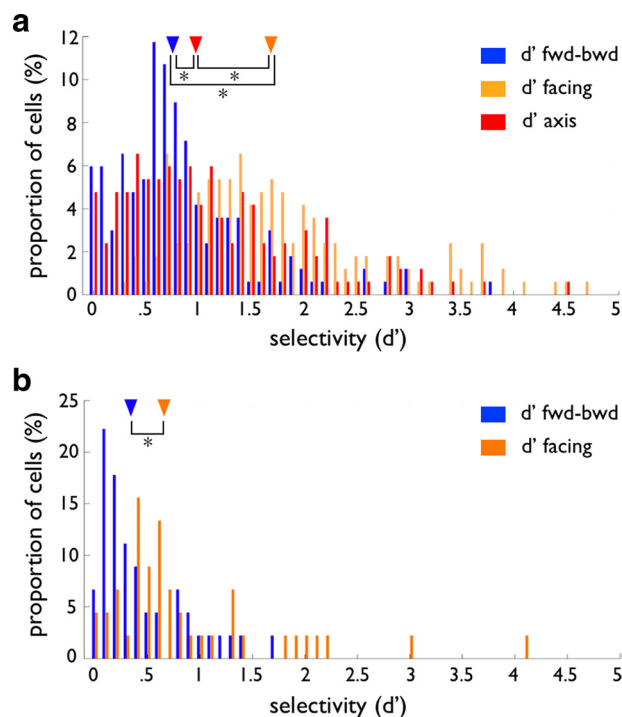 a
12
10
8
6
4
2
0
proportion of cells (%)
* *
*
d' fwd-bwd
d' facing
d' axis
0 .5 1 1.5 2 2.5 3 3.5 4 4.5 5
selectivity (d')
b
25
20
15
10
5
0
proportion of cells (%)
*
d' fwd-bwd
d' facing
0 .5 1 1.5 2 2.5 3 3.5 4 4.5 5
selectivity (d')